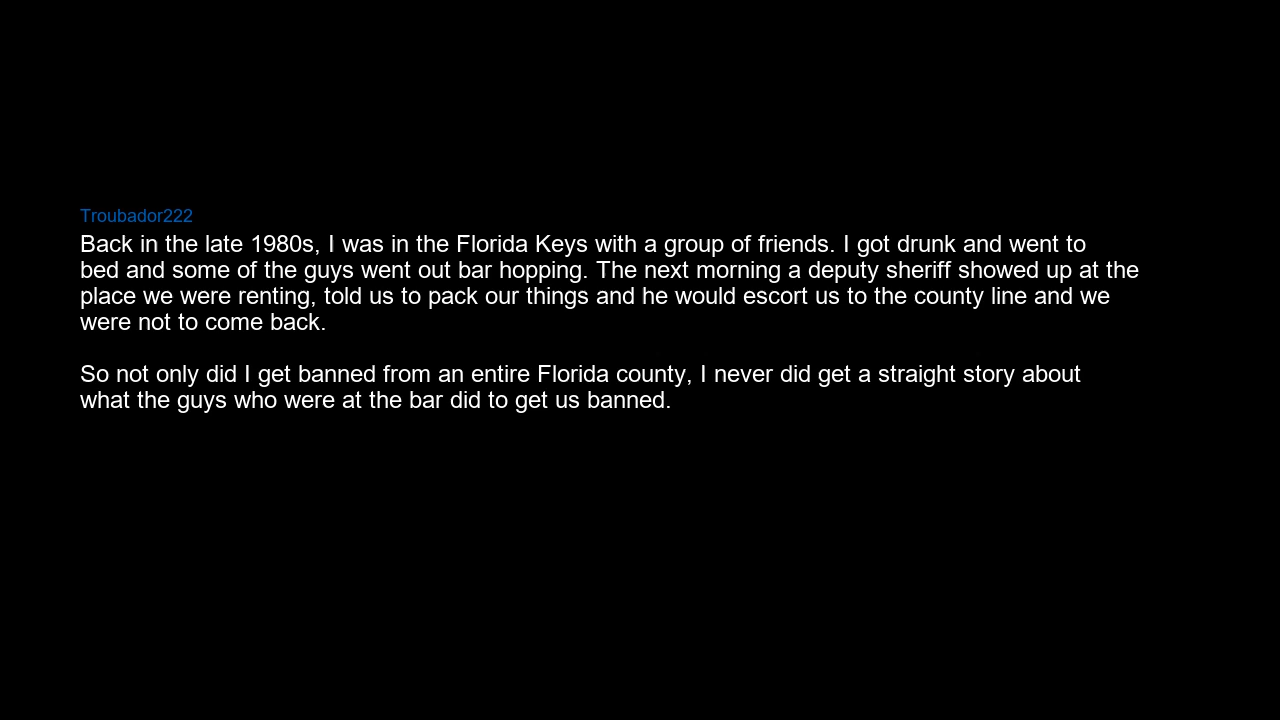 Troubador222
Back in the late 1980s, I was in the Florida Keys with a group of friends. I got drunk and went to
bed and some of the guys went out bar hopping. The next morning a deputy sheriff showed up at the
place we were renting, told us to pack our things and he would escort us to the county line and we
were not to come back.
So not only did I get banned from an entire Florida county, I never did get a straight story about
what the guys who were at the bar did to get us banned.